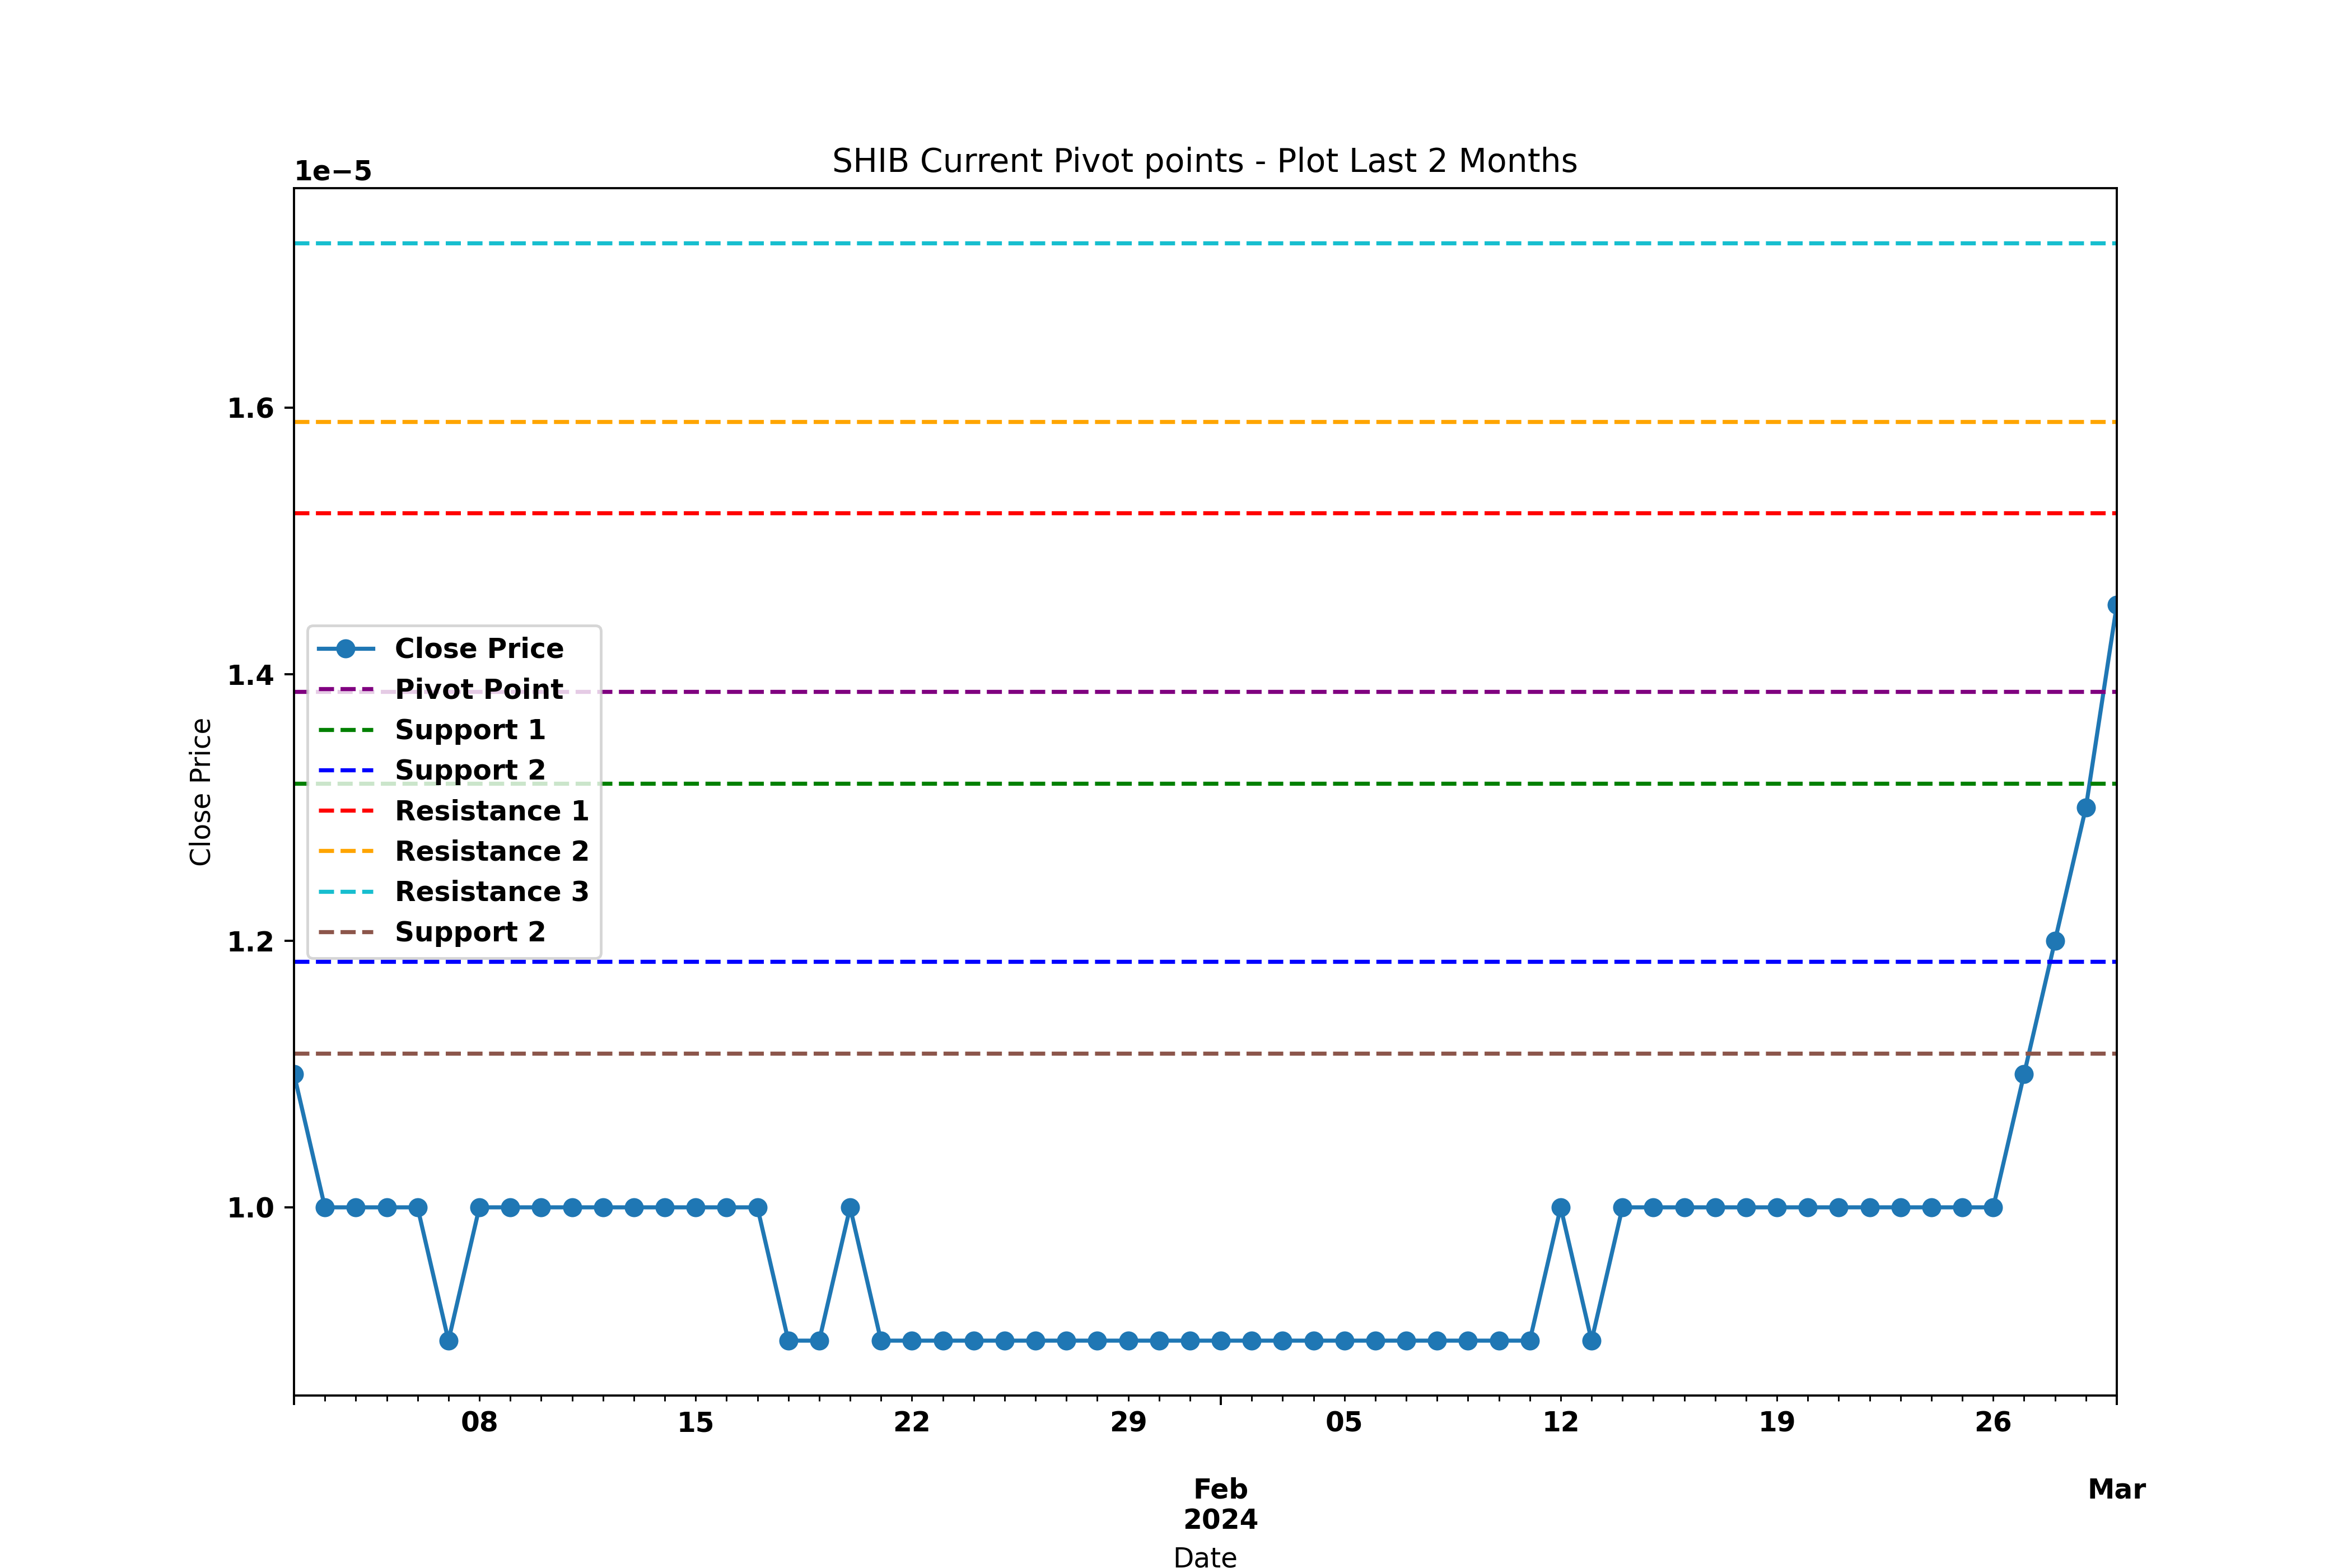 SHIB Current Pivot points - Plot Last 2 Months
1e−5
1.6
1.4
1.2
1.0
Close Price
Close Price
Pivot Point
Support 1
Support 2
Resistance 1
Resistance 2
Resistance 3
Support 2
08 15 22 29 05 12 19 26
Feb Mar
2024
Date